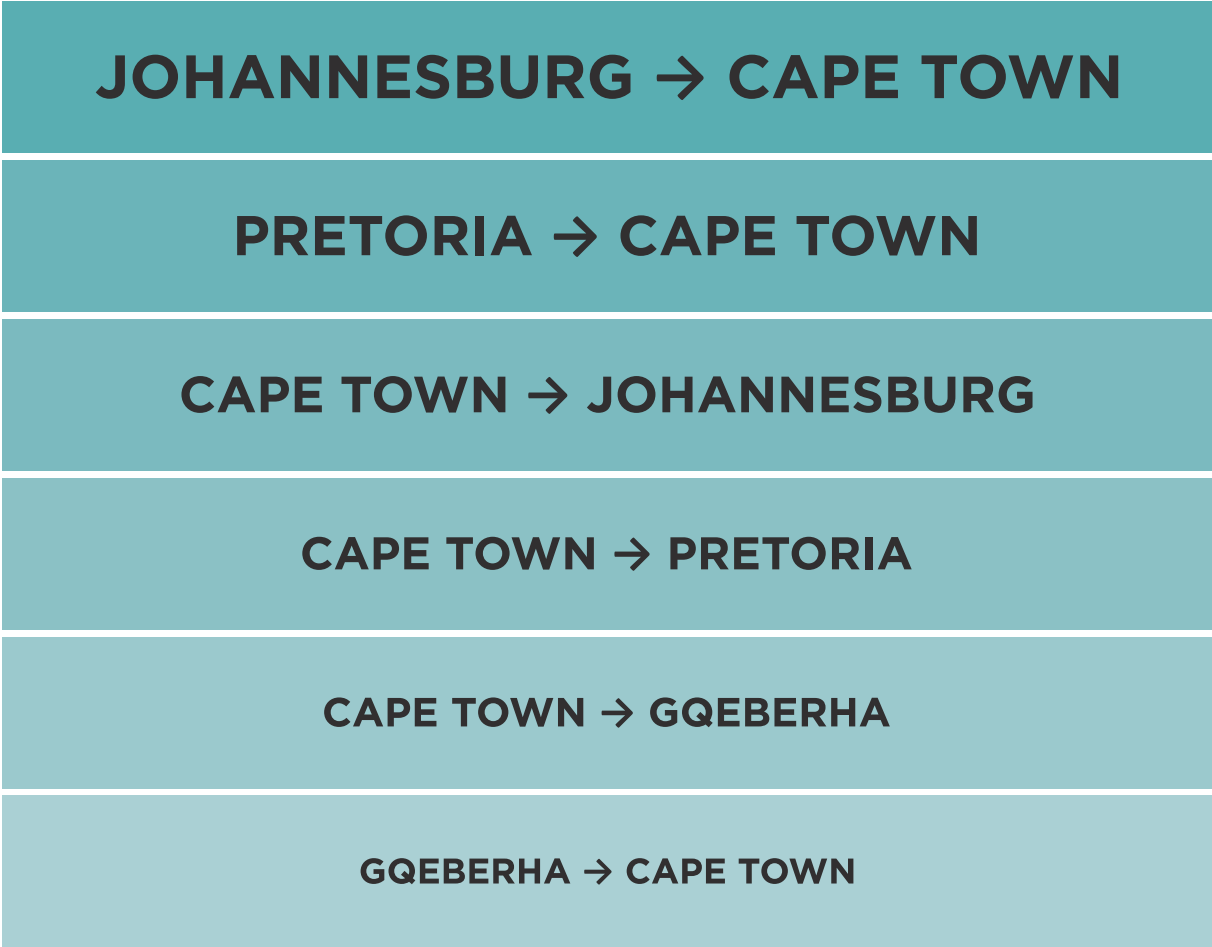 JOHANNESBURG → CAPE TOWN
PRETORIA → CAPE TOWN
CAPE TOWN → JOHANNESBURG
CAPE TOWN → PRETORIA
CAPE TOWN → GQEBERHA
GQEBERHA → CAPE TOWN